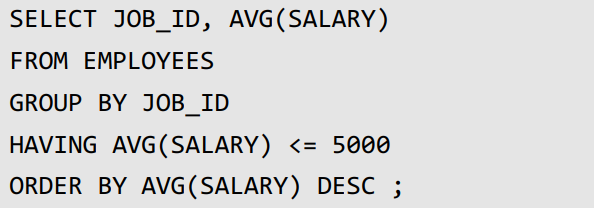 SELECT JOB_ID, AVG(SALARY)
FROM EMPLOYEES
GROUP BY JOB_ID
HAVING AVG(SALARY) <= 5000
ORDER BY AVG(SALARY) DESC ;